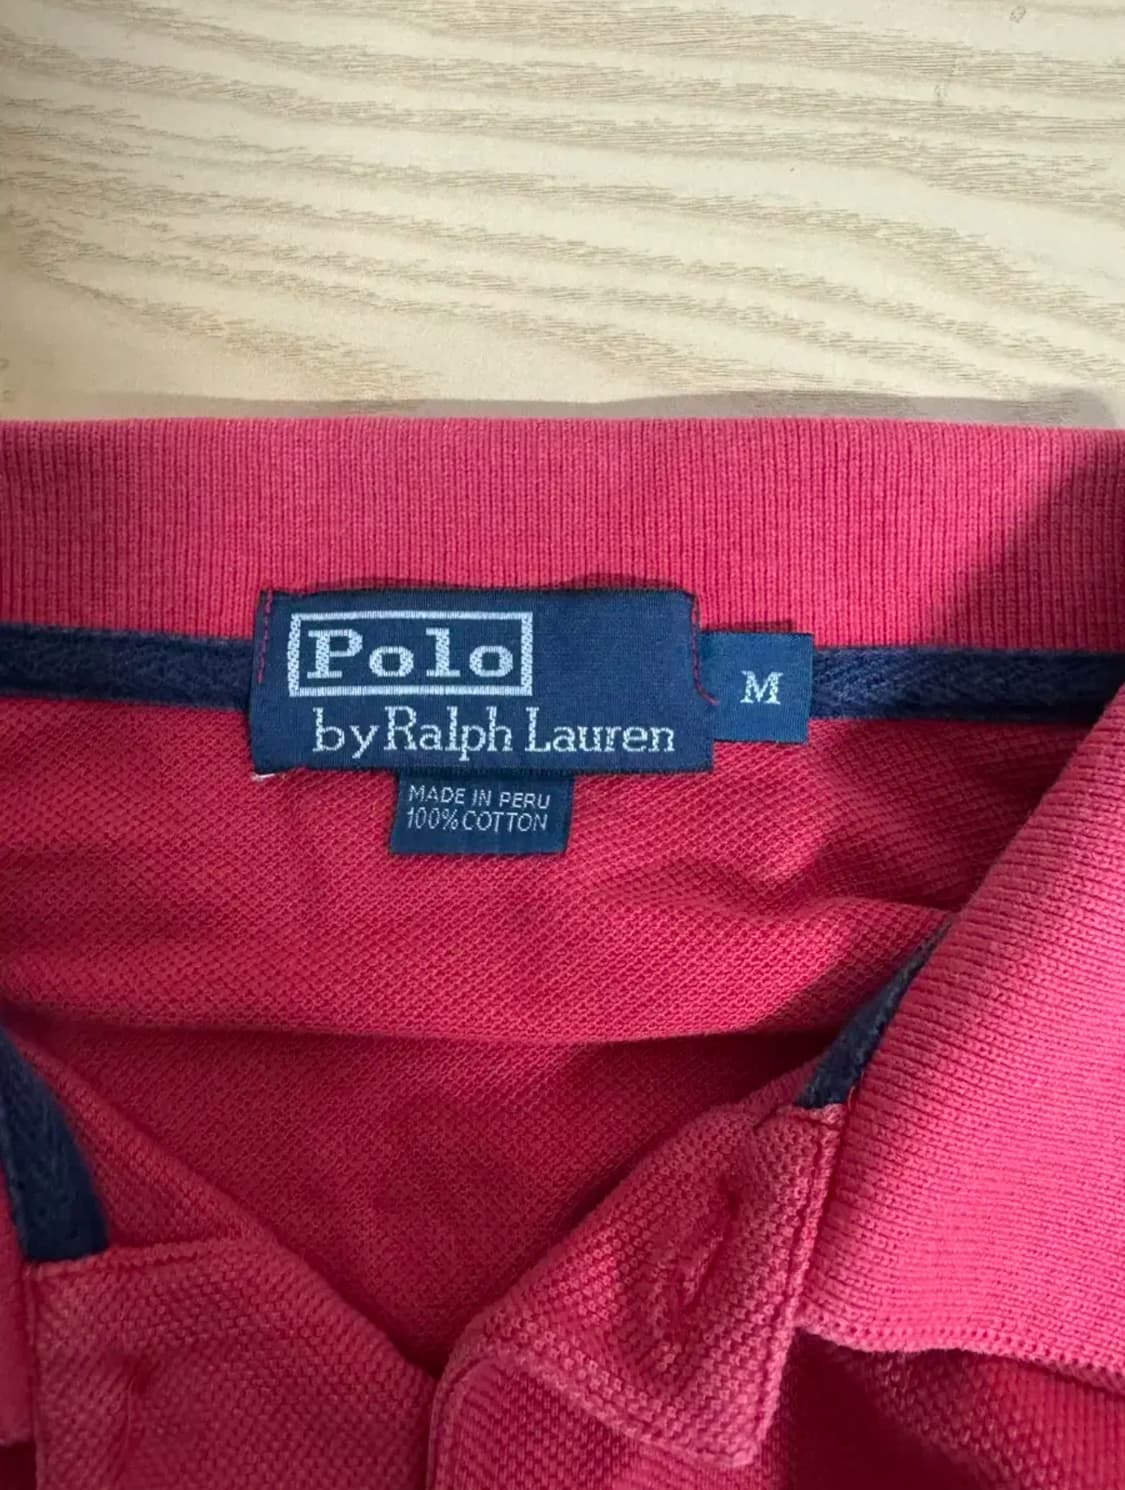 Polo
by Ralph Lauren
M
MADE IN PERU
100% COTTON